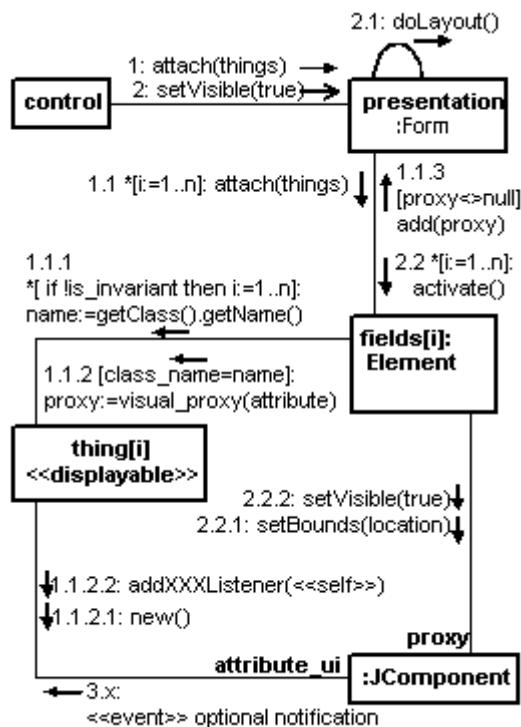 2.1: doLayout()
1: attach(things)
2: setVisible(true)
control
presentation
:Form
1.1 *[i:=1..n]: attach(things)
1.1.3
[proxy<>null]
add(proxy)
1.1.1
*[ if !is_invariant then i:=1..n]:
name:=getClass().getName()
2.2 *[i:=1..n]:
activate()
fields[i]:
Element
1.1.2 [class_name=name]:
proxy:=visual_proxy(attribute)
thing[i]
<<displayable>>
2.2.2: setVisible(true)
2.2.1: setBounds(location)
1.1.2.2: addXXXListener(<<self>>)
1.1.2.1: new()
proxy
attribute_ui
:JComponent
3.x:
<<event>> optional notification